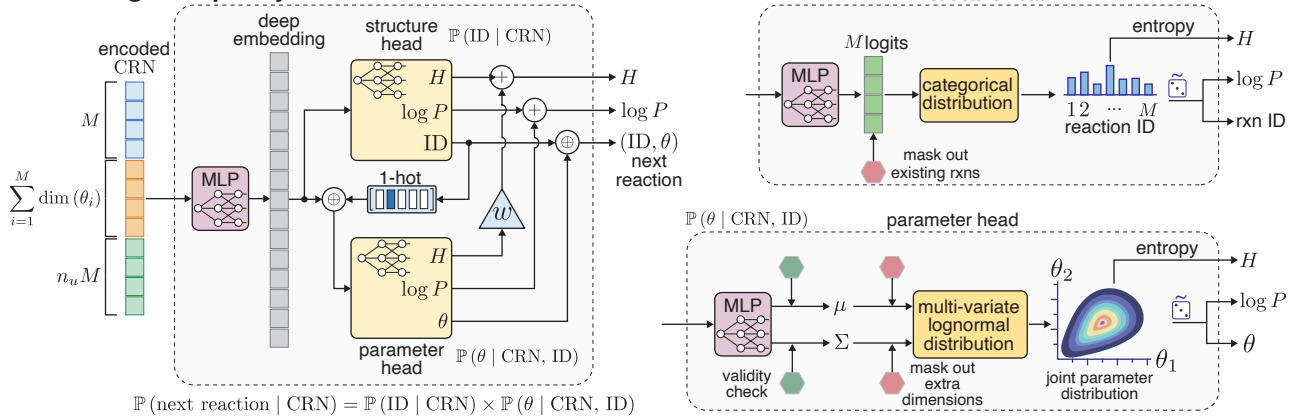 encoded
CRN
M
∑_{i=1}^{M} dim (θ_i)
n_u M
MLP
deep
embedding
structure
head
ℙ(ID | CRN)
H
log P
ID
+
+
⊕
H
log P
(ID, θ)
next
reaction
⊕
1-hot
w
H
log P
θ
parameter
head
ℙ(θ | CRN, ID)
ℙ(next reaction | CRN) = ℙ(ID | CRN) × ℙ(θ | CRN, ID)
MLP
M logits
mask out
existing rxns
categorical
distribution
entropy
1 2 ... M
reaction ID
~
H
log P
rxn ID
ℙ(θ | CRN, ID)
parameter head
MLP
μ
Σ
validity
check
mask out
extra
dimensions
multi-variate
lognormal
distribution
θ_2
θ_1
joint parameter
distribution
entropy
~
H
log P
θ